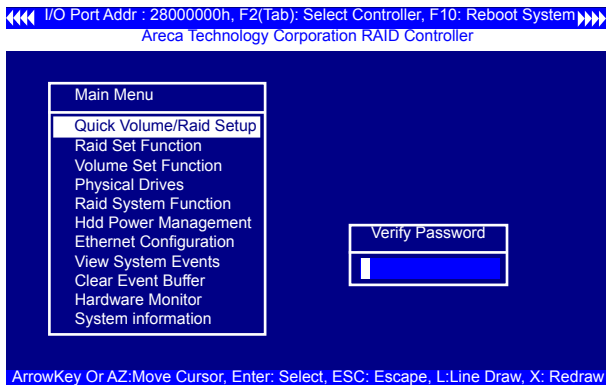 I/O Port Addr : 28000000h, F2(Tab): Select Controller, F10: Reboot System
Areca Technology Corporation RAID Controller
Main Menu
Quick Volume/Raid Setup
Raid Set Function
Volume Set Function
Physical Drives
Raid System Function
Hdd Power Management
Ethernet Configuration
View System Events
Clear Event Buffer
Hardware Monitor
System information
Verify Password
ArrowKey Or AZ:Move Cursor, Enter: Select, ESC: Escape, L:Line Draw, X: Redraw